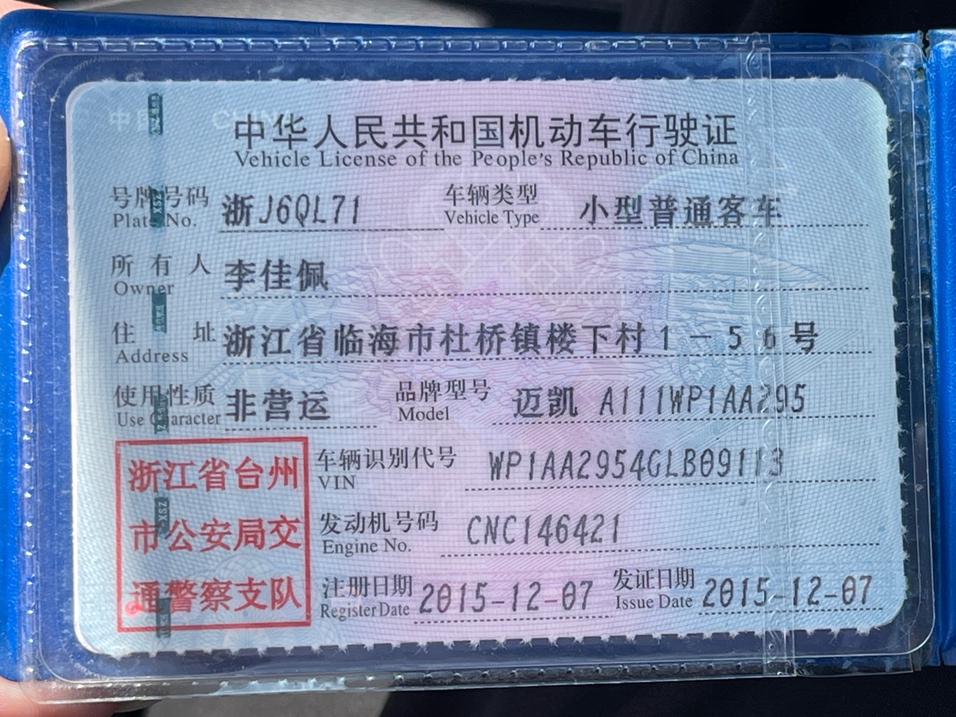 中华人民共和国机动车行驶证
Vehicle License of the People's Republic of China
号牌号码 浙J6QL71 车辆类型 小型普通客车
Plate No. Vehicle Type
所有人 李佳佩
Owner
住址 浙江省临海市杜桥镇楼下村1－56号
Address
使用性质 非营运 品牌型号 迈凯 A111WP1AA295
Use Character Model
浙江省台州
市公安局交
通警察支队
车辆识别代号 WP1AA2954GLB09113
VIN
发动机号码 CNC146421
Engine No.
注册日期 2015-12-07 发证日期 2015-12-07
Register Date Issue Date